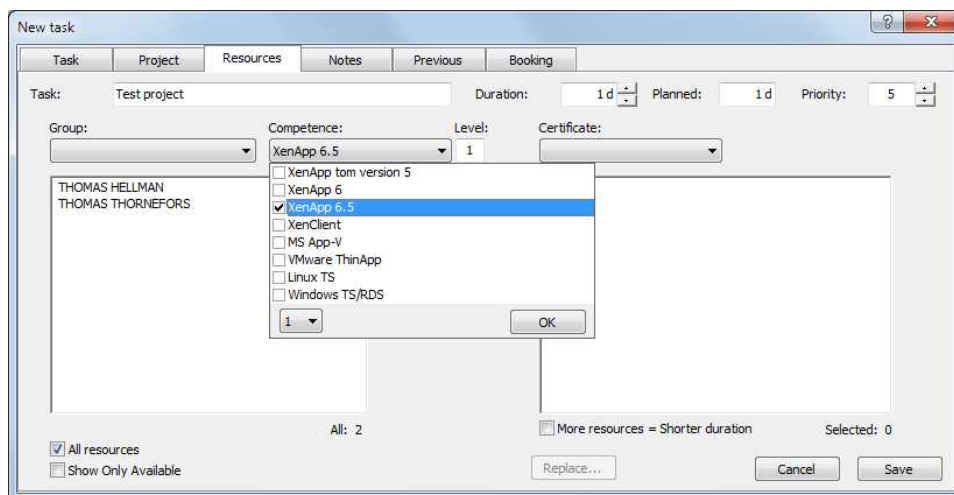 New task
Task Project Resources Notes Previous Booking
Task: Test project Duration: 1 d Planned: 1 d Priority: 5
Group: Competence: Level: Certificate:
XenApp 6.5 1
THOMAS HELLMAN
THOMAS THORNEFORS
XenApp tom version 5
XenApp 6
XenApp 6.5
XenClient
MS App-V
VMware ThinApp
Linux TS
Windows TS/RDS
1 OK
All: 2
More resources = Shorter duration Selected: 0
All resources
Show Only Available
Replace... Cancel Save